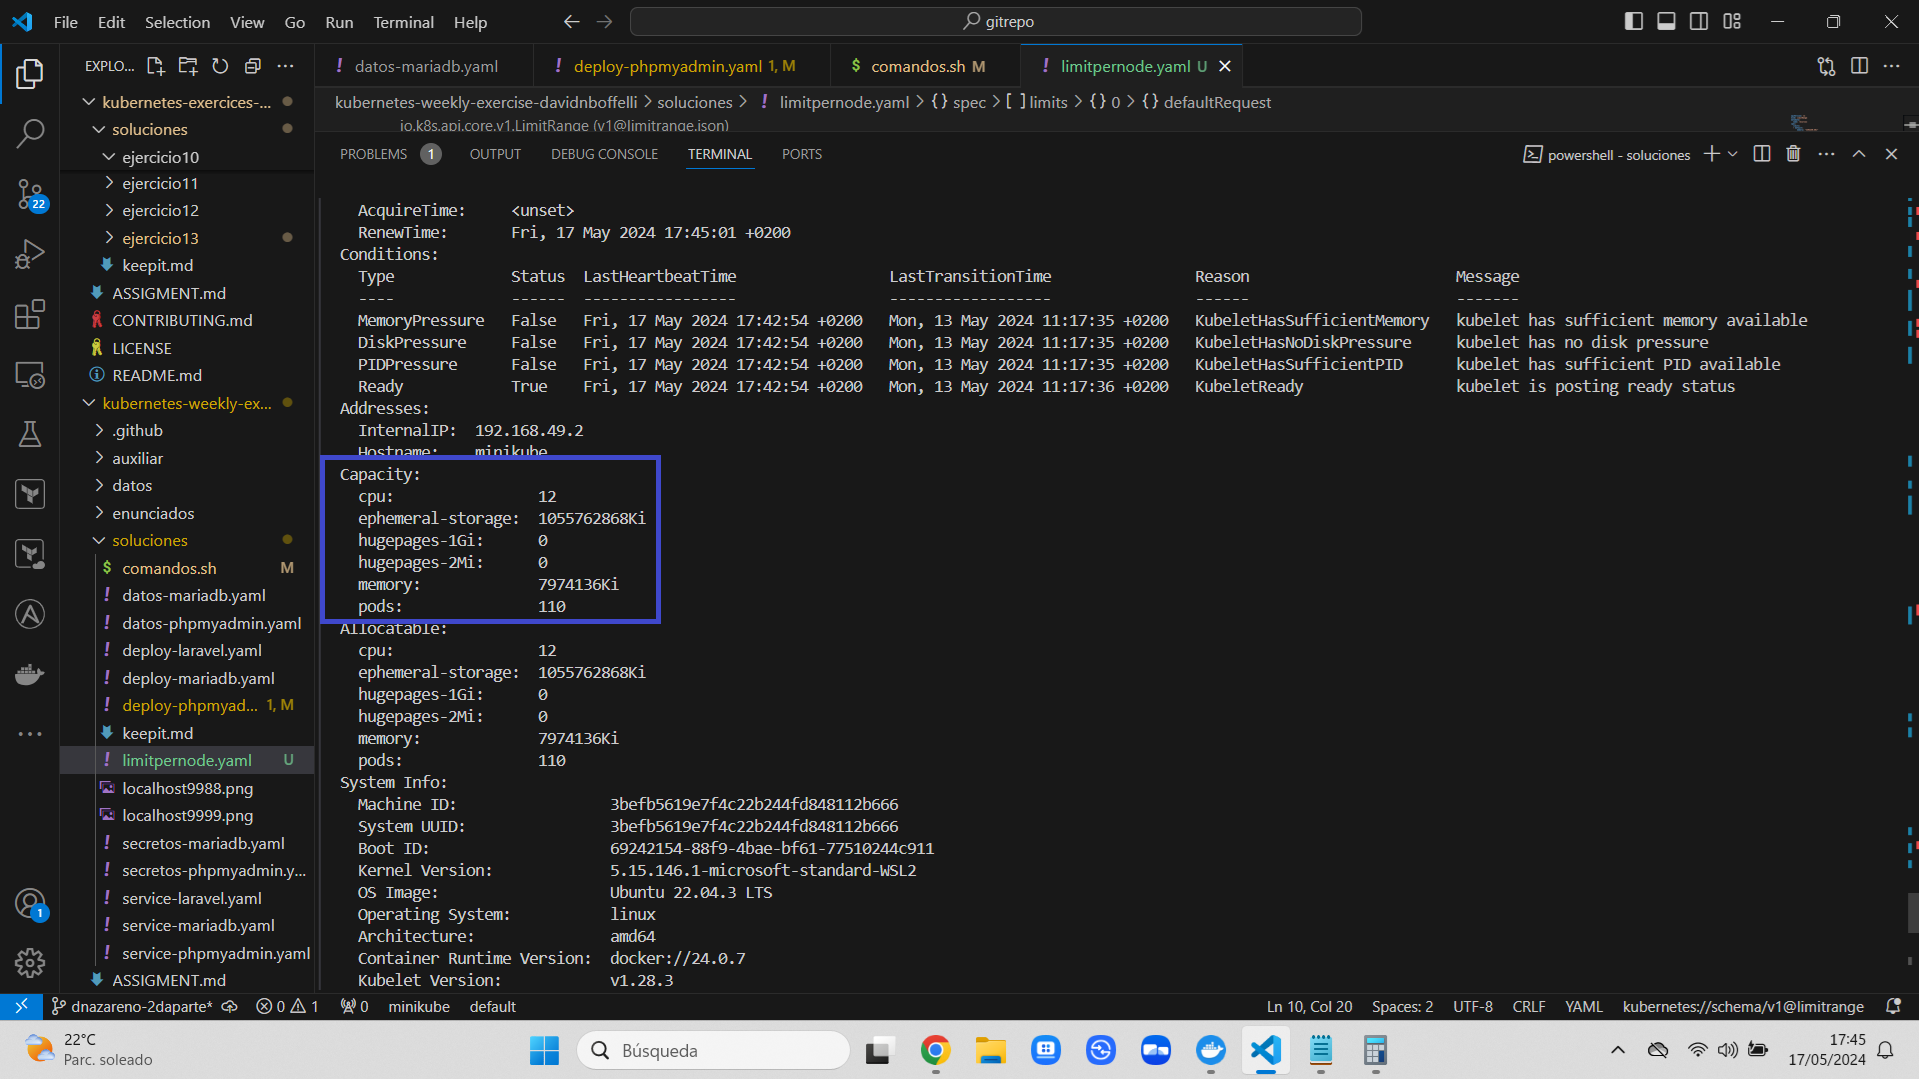 File Edit Selection View Go Run Terminal Help
gitrepo
EXPLO...
datos-mariadb.yaml
deploy-phpmyadmin.yaml 1, M
comandos.sh M
limitpernode.yaml U
kubernetes-weekly-exercise-davidnboffelli > soluciones > limitpernode.yaml > {} spec > [ ] limits > {} 0 > {} defaultRequest
io.k8s.api.core.v1.LimitRange (v1@limitrange.json)
PROBLEMS 1 OUTPUT DEBUG CONSOLE TERMINAL PORTS
powershell - soluciones
kubernetes-exercices-...
soluciones
ejercicio10
ejercicio11
ejercicio12
ejercicio13
keepit.md
ASSIGMENT.md
CONTRIBUTING.md
LICENSE
README.md
kubernetes-weekly-ex...
.github
auxiliar
datos
enunciados
soluciones
comandos.sh M
datos-mariadb.yaml
datos-phpmyadmin.yaml
deploy-laravel.yaml
deploy-mariadb.yaml
deploy-phpmyad... 1, M
keepit.md
limitpernode.yaml U
localhost9988.png
localhost9999.png
secretos-mariadb.yaml
secretos-phpmyadmin.y...
service-laravel.yaml
service-mariadb.yaml
service-phpmyadmin.yaml
ASSIGMENT.md
22
1
AcquireTime: <unset>
RenewTime: Fri, 17 May 2024 17:45:01 +0200
Conditions:
Type Status LastHeartbeatTime LastTransitionTime Reason Message
---- ------ ----------------- ------------------ ------ -------
MemoryPressure False Fri, 17 May 2024 17:42:54 +0200 Mon, 13 May 2024 11:17:35 +0200 KubeletHasSufficientMemory kubelet has sufficient memory available
DiskPressure False Fri, 17 May 2024 17:42:54 +0200 Mon, 13 May 2024 11:17:35 +0200 KubeletHasNoDiskPressure kubelet has no disk pressure
PIDPressure False Fri, 17 May 2024 17:42:54 +0200 Mon, 13 May 2024 11:17:35 +0200 KubeletHasSufficientPID kubelet has sufficient PID available
Ready True Fri, 17 May 2024 17:42:54 +0200 Mon, 13 May 2024 11:17:36 +0200 KubeletReady kubelet is posting ready status
Addresses:
InternalIP: 192.168.49.2
Hostname: minikube
Capacity:
cpu: 12
ephemeral-storage: 1055762868Ki
hugepages-1Gi: 0
hugepages-2Mi: 0
memory: 7974136Ki
pods: 110
Allocatable:
cpu: 12
ephemeral-storage: 1055762868Ki
hugepages-1Gi: 0
hugepages-2Mi: 0
memory: 7974136Ki
pods: 110
System Info:
Machine ID: 3befb5619e7f4c22b244fd848112b666
System UUID: 3befb5619e7f4c22b244fd848112b666
Boot ID: 69242154-88f9-4bae-bf61-77510244c911
Kernel Version: 5.15.146.1-microsoft-standard-WSL2
OS Image: Ubuntu 22.04.3 LTS
Operating System: linux
Architecture: amd64
Container Runtime Version: docker://24.0.7
Kubelet Version: v1.28.3
dnazareno-2daparte* 0 1 0 minikube default Ln 10, Col 20 Spaces: 2 UTF-8 CRLF YAML kubernetes://schema/v1@limitrange
22°C
Parc. soleado
Búsqueda
17:45
17/05/2024